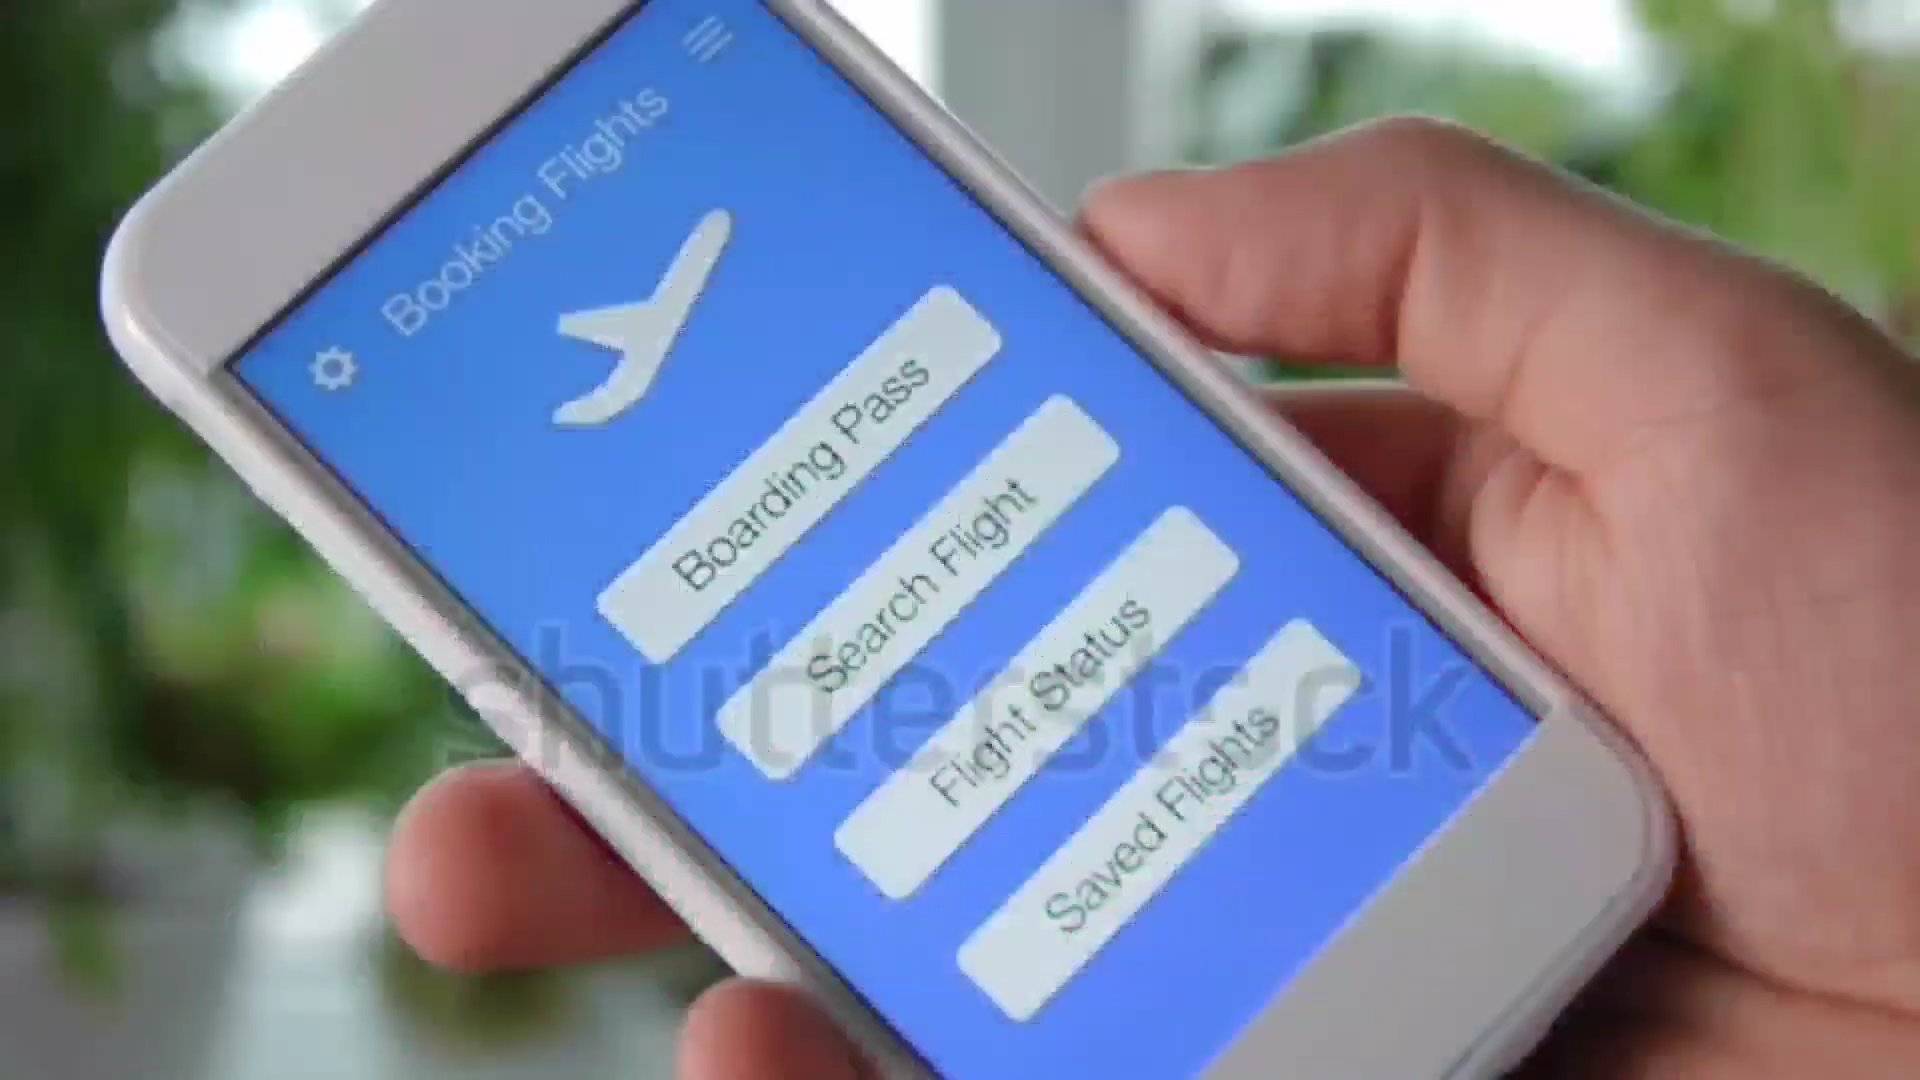 Booking Flights
Boarding Pass
Search Flight
Flight Status
Saved Flights
shutterstock